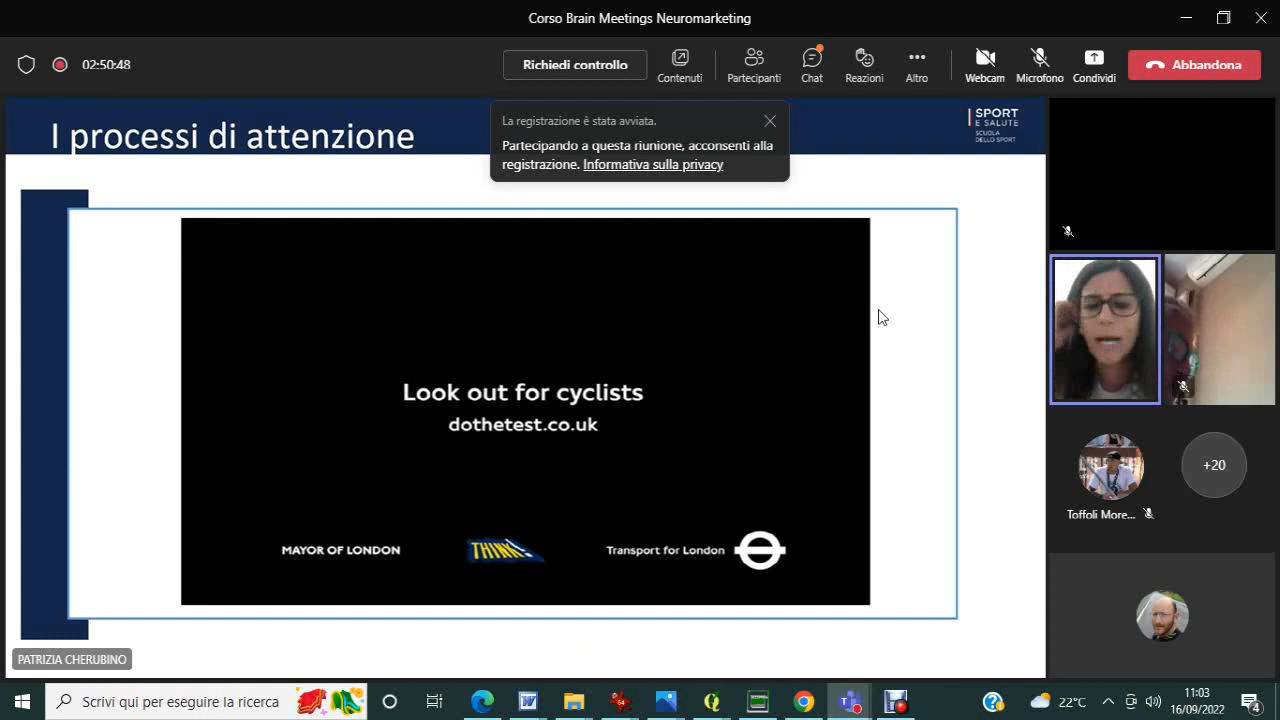 Corso Brain Meetings Neuromarketing
02:50:48
Richiedi controllo
Contenuti
Partecipanti
Chat
Reazioni
Altro
Webcam
Microfono
Condividi
Abbandona
La registrazione è stata avviata.
Partecipando a questa riunione, acconsenti alla
registrazione. Informativa sulla privacy
I processi di attenzione
SPORT
E SALUTE
SCUOLA
DELLO SPORT
Look out for cyclists
dothetest.co.uk
MAYOR OF LONDON
THINK!
Transport for London
Toffoli More...
+20
PATRIZIA CHERUBINO
Scrivi qui per eseguire la ricerca
22°C
11:03
16/09/2022
4